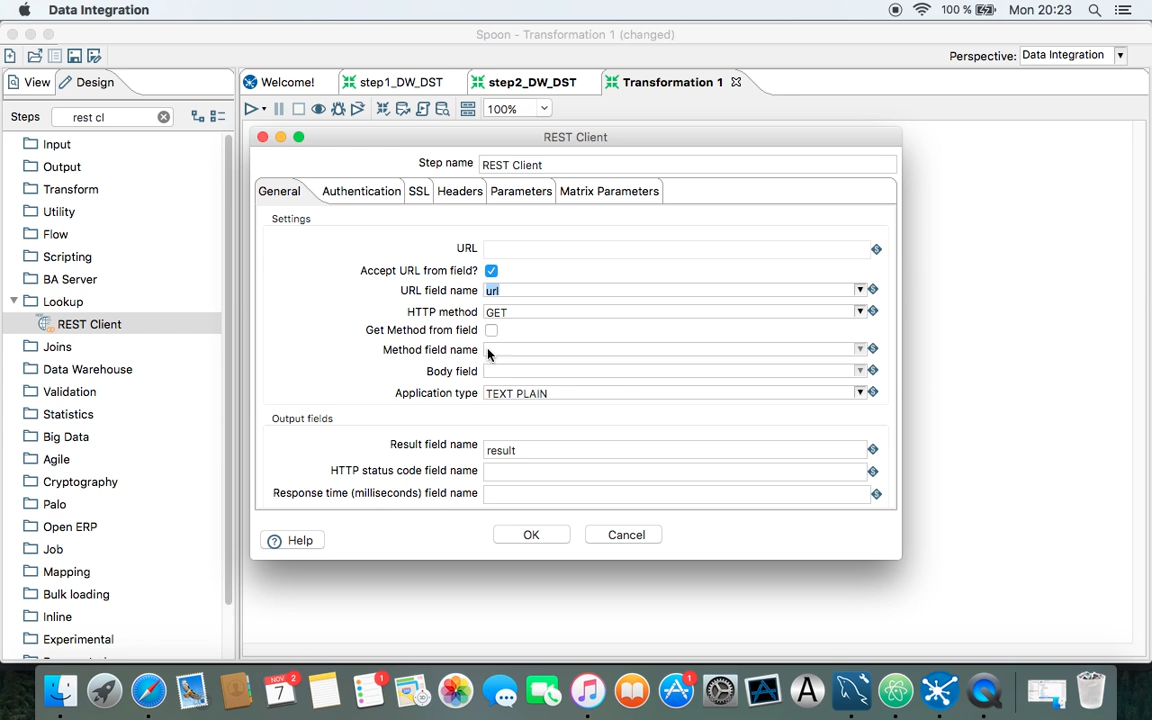 Data Integration
100 %
Mon 20:23
Spoon - Transformation 1 (changed)
Perspective: Data Integration
View
Design
Welcome!
step1_DW_DST
step2_DW_DST
Transformation 1
Steps
rest cl
100%
Input
Output
Transform
Utility
Flow
Scripting
BA Server
Lookup
REST Client
Joins
Data Warehouse
Validation
Statistics
Big Data
Agile
Cryptography
Palo
Open ERP
Job
Mapping
Bulk loading
Inline
Experimental
REST Client
Step name REST Client
General
Authentication
SSL
Headers
Parameters
Matrix Parameters
Settings
URL
Accept URL from field?
URL field name url
HTTP method GET
Get Method from field
Method field name
Body field
Application type TEXT PLAIN
Output fields
Result field name result
HTTP status code field name
Response time (milliseconds) field name
Help
OK
Cancel
NOV
7
2
1
1